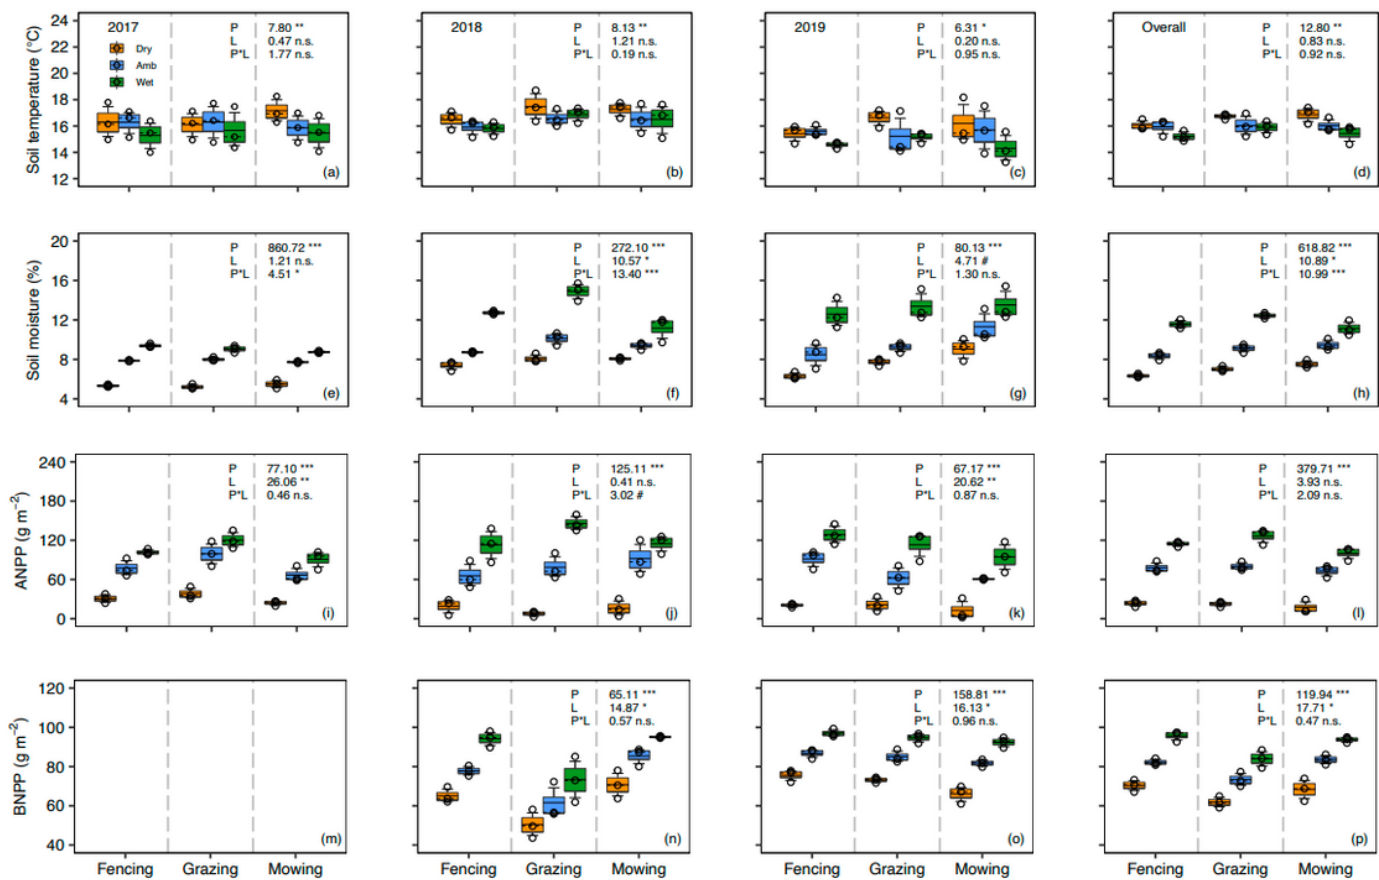 2017
Dry
Amb
Wet
P 7.80 **
L 0.47 n.s.
P*L 1.77 n.s.
(a)
2018
P 8.13 **
L 1.21 n.s.
P*L 0.19 n.s.
(b)
2019
P 6.31 *
L 0.20 n.s.
P*L 0.95 n.s.
(c)
Overall
P 12.80 **
L 0.83 n.s.
P*L 0.92 n.s.
(d)
Soil temperature (°C)
24
22
20
18
16
14
12
P 860.72 ***
L 1.21 n.s.
P*L 4.51 *
(e)
P 272.10 ***
L 10.57 *
P*L 13.40 ***
(f)
P 80.13 ***
L 4.71 #
P*L 1.30 n.s.
(g)
P 618.82 ***
L 10.89 *
P*L 10.99 ***
(h)
Soil moisture (%)
20
16
12
8
4
P 77.10 ***
L 26.06 **
P*L 0.46 n.s.
(i)
P 125.11 ***
L 0.41 n.s.
P*L 3.02 #
(j)
P 67.17 ***
L 20.62 **
P*L 0.87 n.s.
(k)
P 379.71 ***
L 3.93 n.s.
P*L 2.09 n.s.
(l)
ANPP (g m⁻²)
240
180
120
60
0
(m)
P 65.11 ***
L 14.87 *
P*L 0.57 n.s.
(n)
P 158.81 ***
L 16.13 *
P*L 0.96 n.s.
(o)
P 119.94 ***
L 17.71 *
P*L 0.47 n.s.
(p)
BNPP (g m⁻²)
120
100
80
60
40
Fencing Grazing Mowing
Fencing Grazing Mowing
Fencing Grazing Mowing
Fencing Grazing Mowing